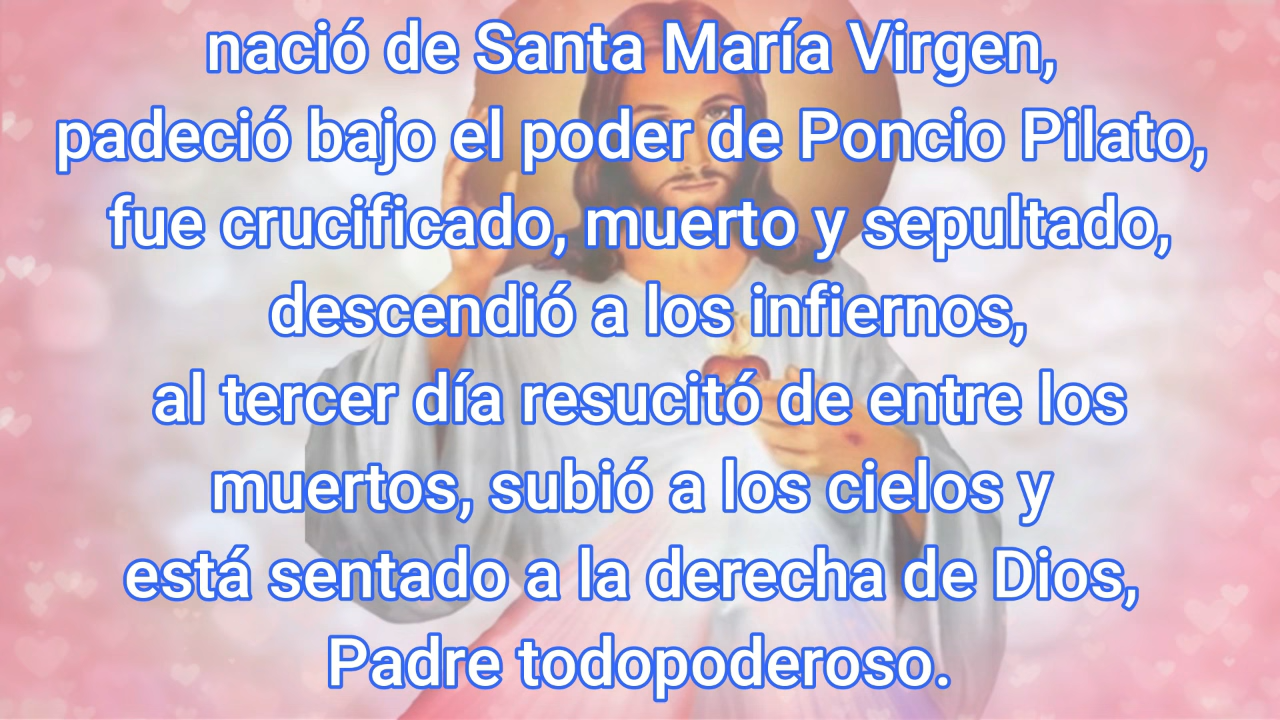 nació de Santa María Virgen,
padeció bajo el poder de Poncio Pilato,
fue crucificado, muerto y sepultado,
descendió a los infiernos,
al tercer día resucitó de entre los
muertos, subió a los cielos y
está sentado a la derecha de Dios,
Padre todopoderoso.